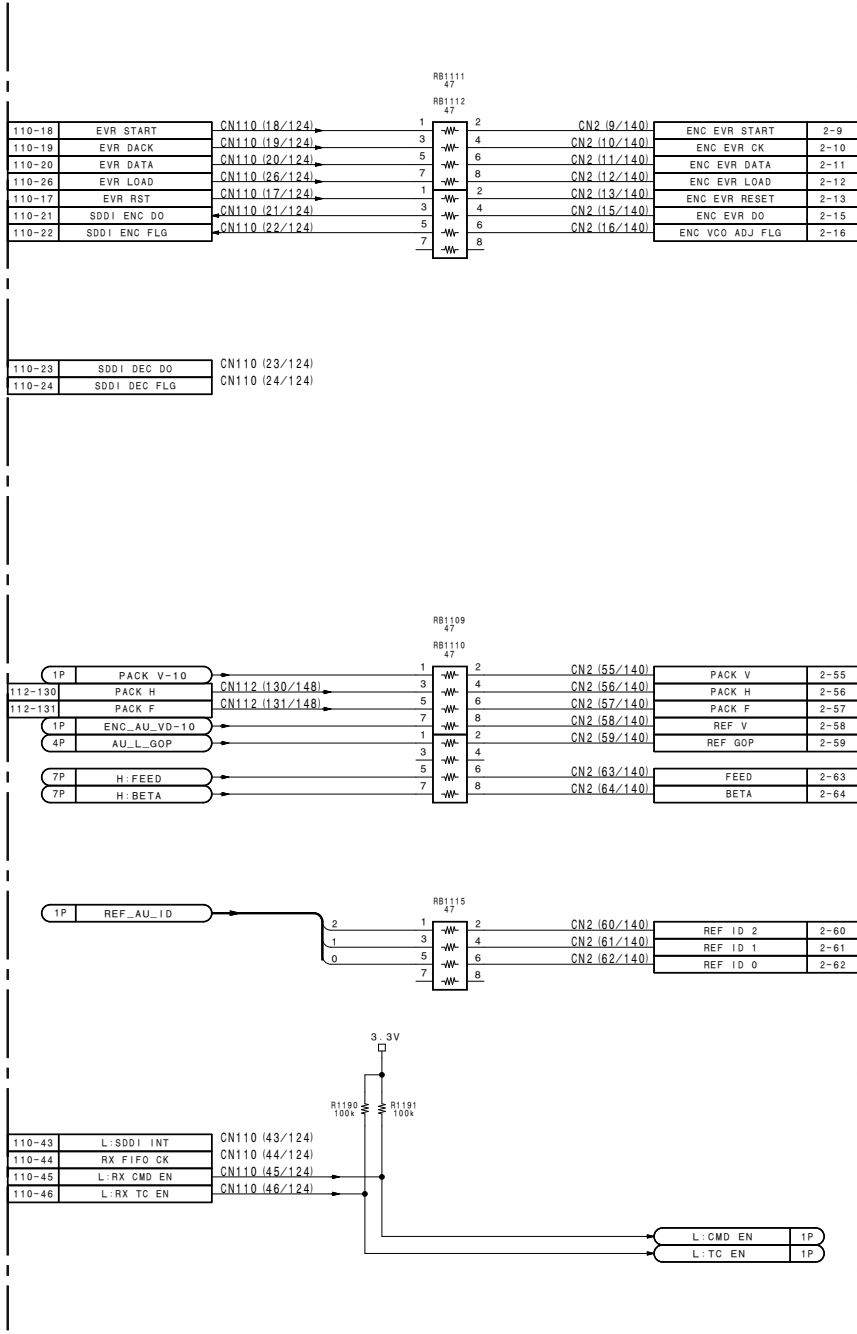 RB1111
47
RB1112
47
110-18 EVR START CN110 (18/124) 1 2 CN2 (9/140) ENC EVR START 2-9
110-19 EVR DACK CN110 (19/124) 3 4 CN2 (10/140) ENC EVR CK 2-10
110-20 EVR DATA CN110 (20/124) 5 6 CN2 (11/140) ENC EVR DATA 2-11
110-26 EVR LOAD CN110 (26/124) 7 8 CN2 (12/140) ENC EVR LOAD 2-12
110-17 EVR RST CN110 (17/124) 1 2 CN2 (13/140) ENC EVR RESET 2-13
110-21 SDDI ENC DO CN110 (21/124) 3 4 CN2 (15/140) ENC EVR DO 2-15
110-22 SDDI ENC FLG CN110 (22/124) 5 6 CN2 (16/140) ENC VCO ADJ FLG 2-16
7 8
110-23 SDDI DEC DO CN110 (23/124)
110-24 SDDI DEC FLG CN110 (24/124)
RB1109
47
RB1110
47
1P PACK V-10 1 2 CN2 (55/140) PACK V 2-55
112-130 PACK H CN112 (130/148) 3 4 CN2 (56/140) PACK H 2-56
112-131 PACK F CN112 (131/148) 5 6 CN2 (57/140) PACK F 2-57
1P ENC_AU_VD-10 7 8 CN2 (58/140) REF V 2-58
4P AU_L_GOP 1 2 CN2 (59/140) REF GOP 2-59
3 4
7P H:FEED 5 6 CN2 (63/140) FEED 2-63
7P H:BETA 7 8 CN2 (64/140) BETA 2-64
RB1115
47
1P REF_AU_ID
2 1 2 CN2 (60/140) REF ID 2 2-60
1 3 4 CN2 (61/140) REF ID 1 2-61
0 5 6 CN2 (62/140) REF ID 0 2-62
7 8
3.3V
R1190 R1191
100k 100k
110-43 L:SDDI INT CN110 (43/124)
110-44 RX FIFO CK CN110 (44/124)
110-45 L:RX CMD EN CN110 (45/124)
110-46 L:RX TC EN CN110 (46/124)
L:CMD EN 1P
L:TC EN 1P